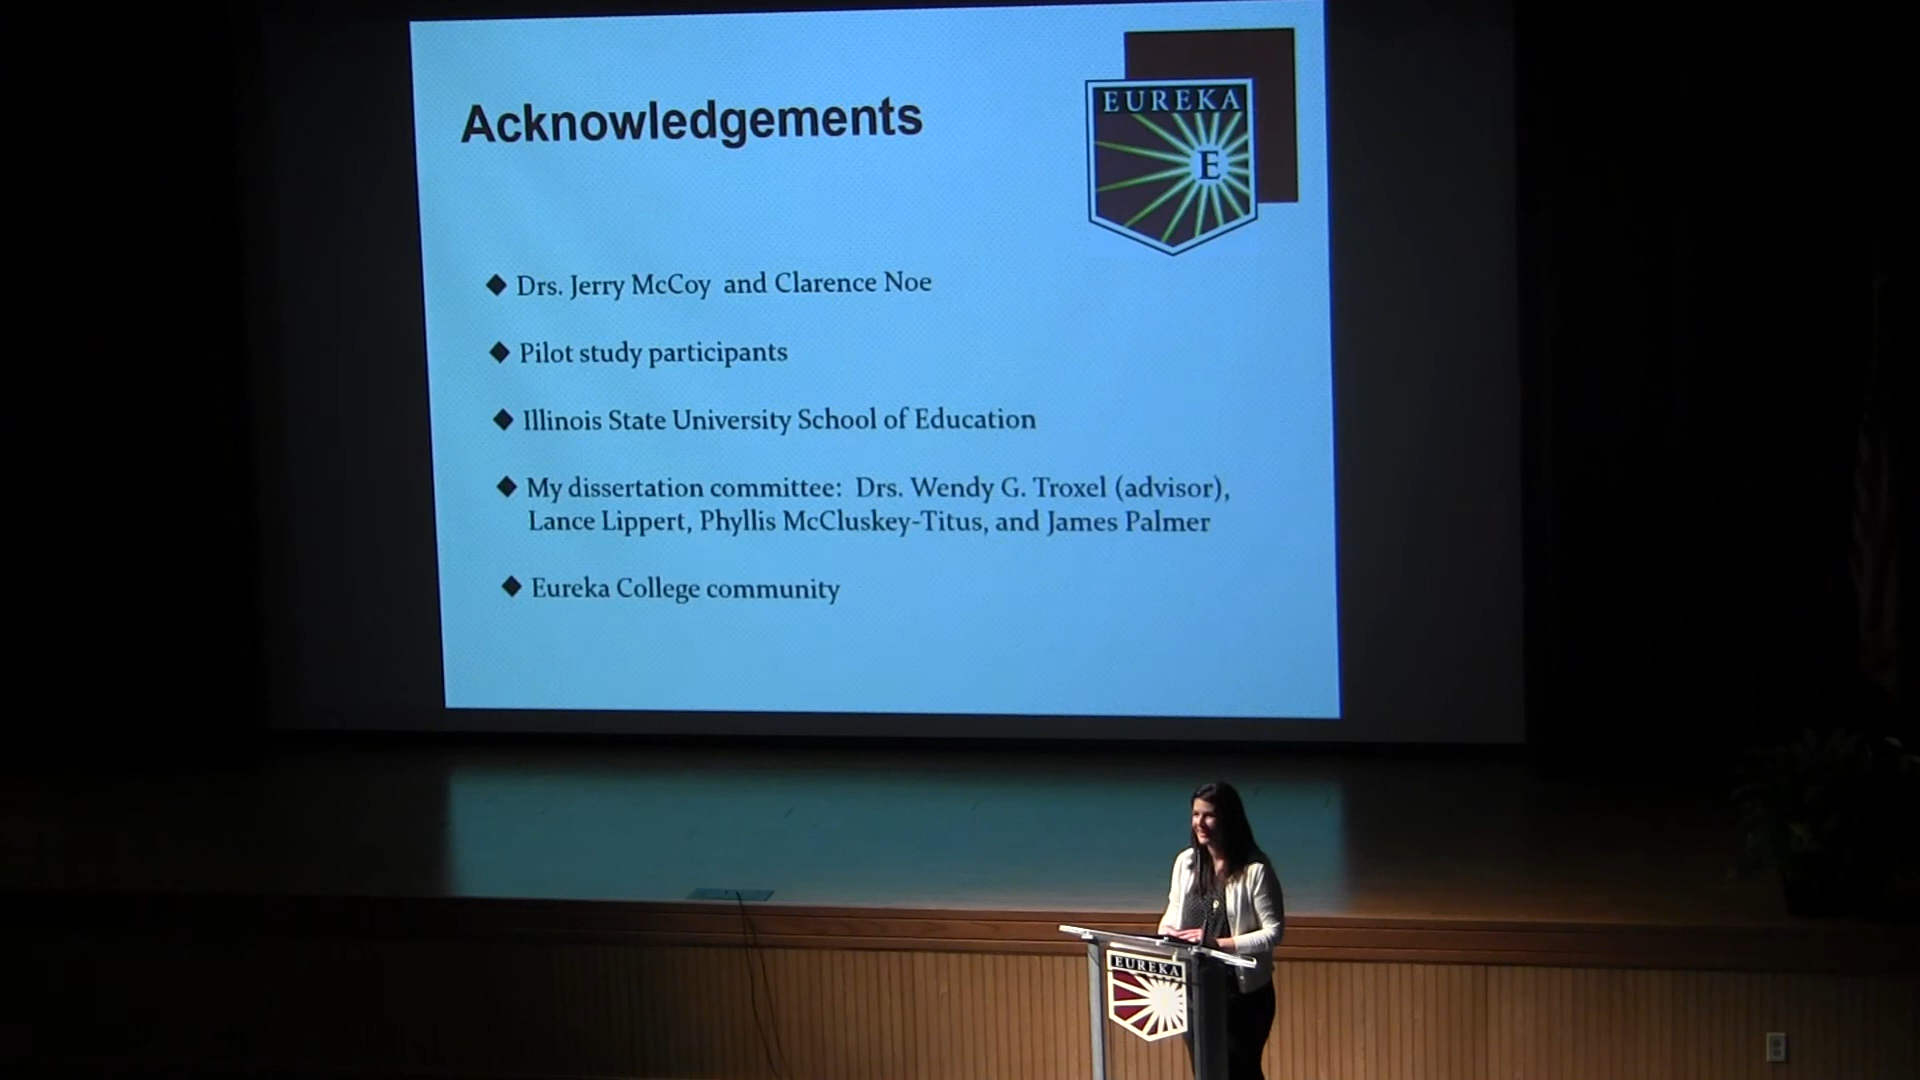 Acknowledgements
EUREKA
E
Drs. Jerry McCoy and Clarence Noe
Pilot study participants
Illinois State University School of Education
My dissertation committee: Drs. Wendy G. Troxel (advisor),
Lance Lippert, Phyllis McCluskey-Titus, and James Palmer
Eureka College community
EUREKA